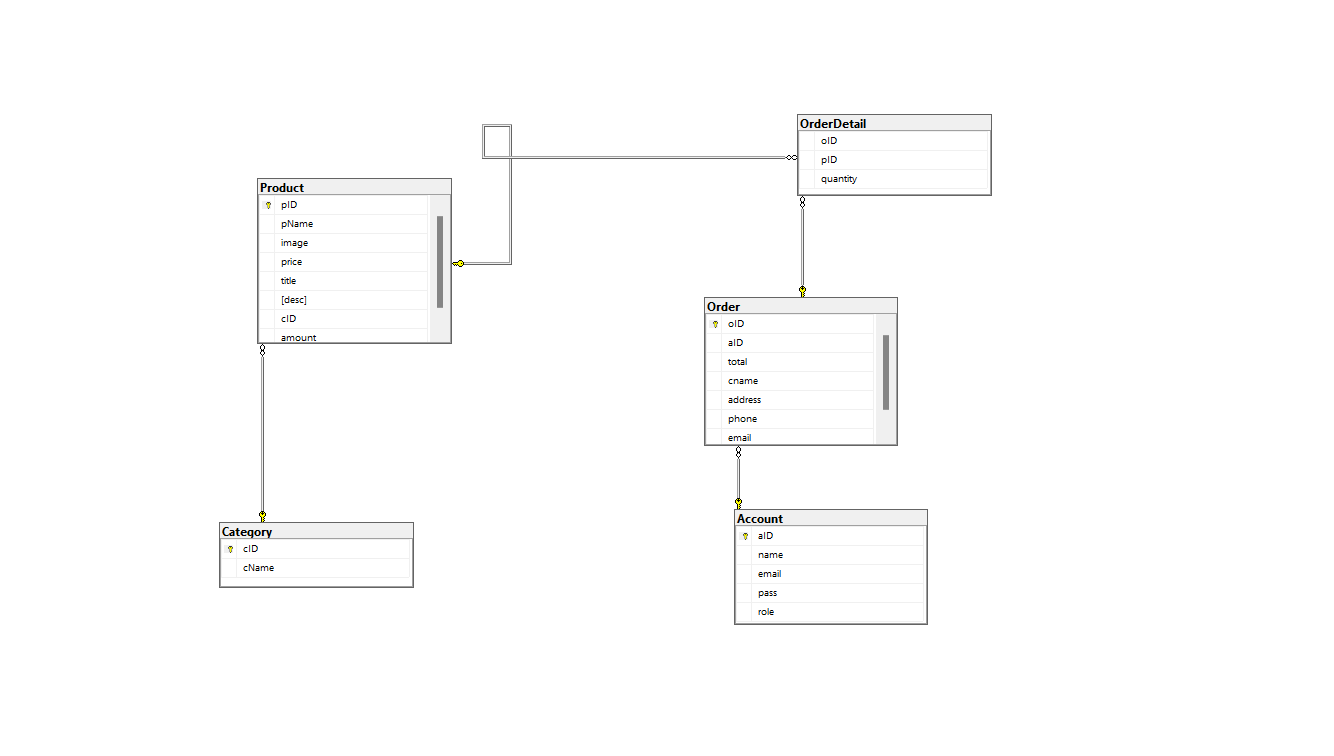 OrderDetail
oID
pID
quantity
Product
pID
pName
image
price
title
[desc]
cID
amount
Order
oID
aID
total
cname
address
phone
email
Category
cID
cName
Account
aID
name
email
pass
role